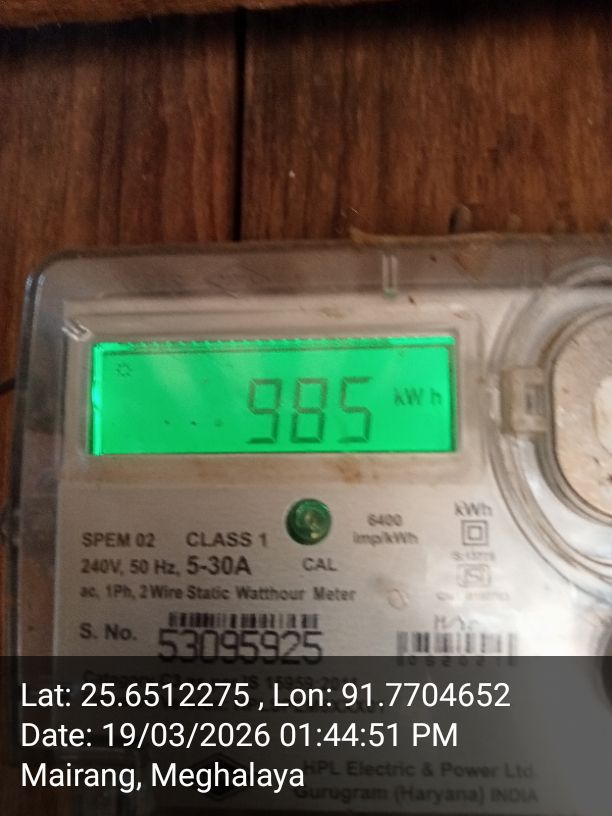 985 kWh
SPEM 02 CLASS 1 6400 imp/kWh kWh
240V, 50 Hz, 5-30A CAL
ac, 1Ph, 2Wire Static Watthour Meter
S. No. 53095925
Lat: 25.6512275 , Lon: 91.7704652
Date: 19/03/2026 01:44:51 PM
Mairang, Meghalaya
HPL Electric & Power Ltd.
Gurugram (Haryana) INDIA